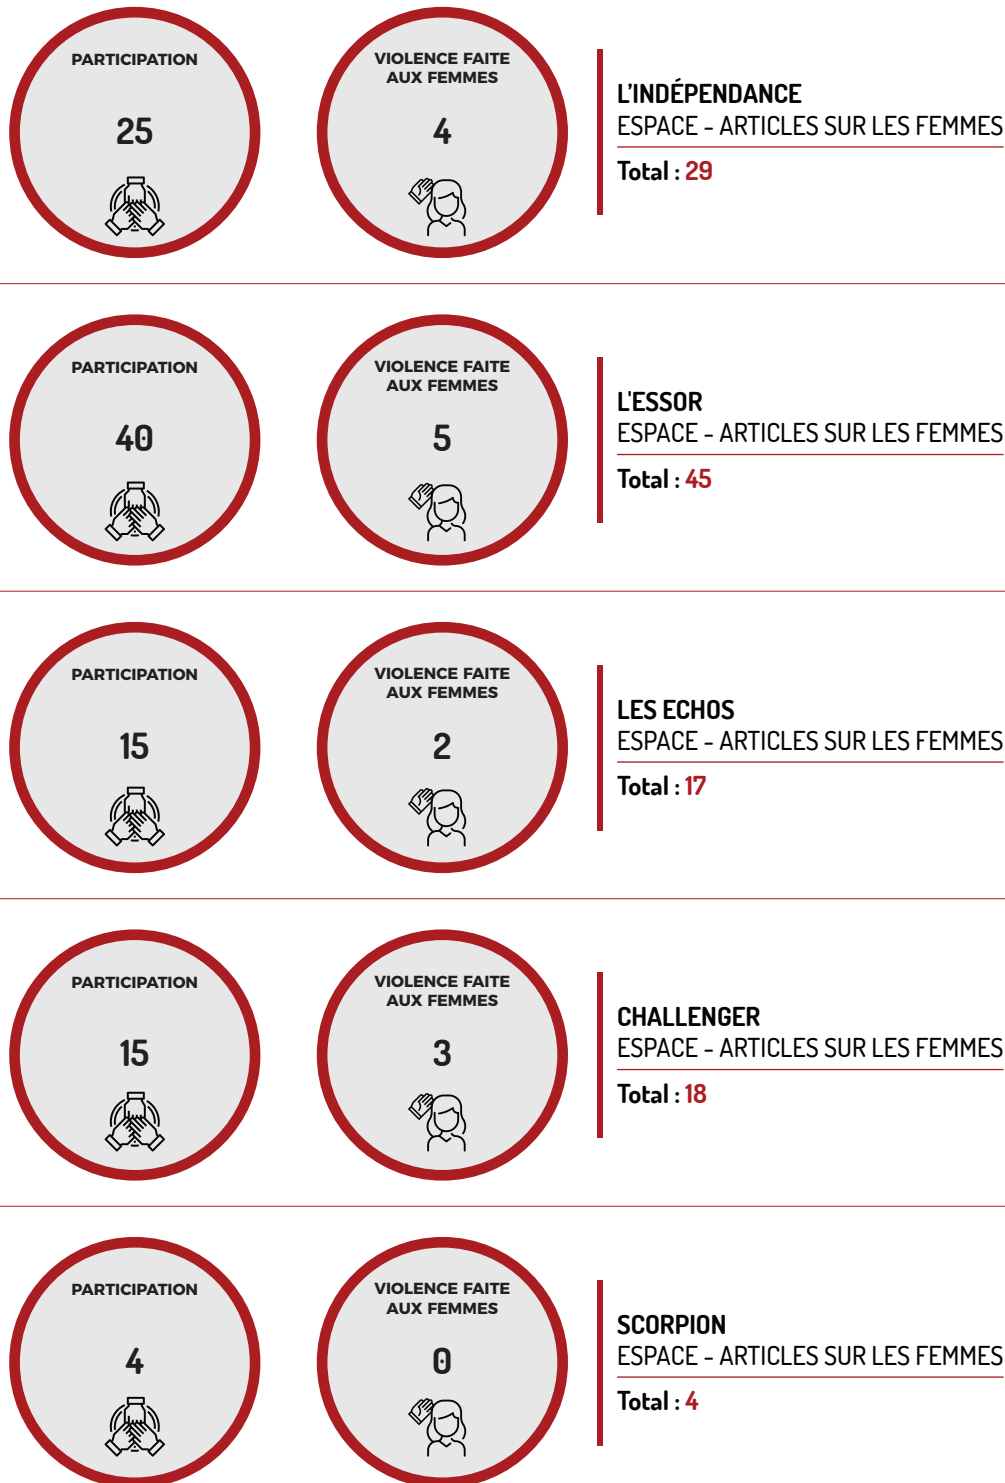 PARTICIPATION
25
VIOLENCE FAITE
AUX FEMMES
4
L'INDÉPENDANCE
ESPACE - ARTICLES SUR LES FEMMES
Total : 29
PARTICIPATION
40
VIOLENCE FAITE
AUX FEMMES
5
L'ESSOR
ESPACE - ARTICLES SUR LES FEMMES
Total : 45
PARTICIPATION
15
VIOLENCE FAITE
AUX FEMMES
2
LES ECHOS
ESPACE - ARTICLES SUR LES FEMMES
Total : 17
PARTICIPATION
15
VIOLENCE FAITE
AUX FEMMES
3
CHALLENGER
ESPACE - ARTICLES SUR LES FEMMES
Total : 18
PARTICIPATION
4
VIOLENCE FAITE
AUX FEMMES
0
SCORPION
ESPACE - ARTICLES SUR LES FEMMES
Total : 4